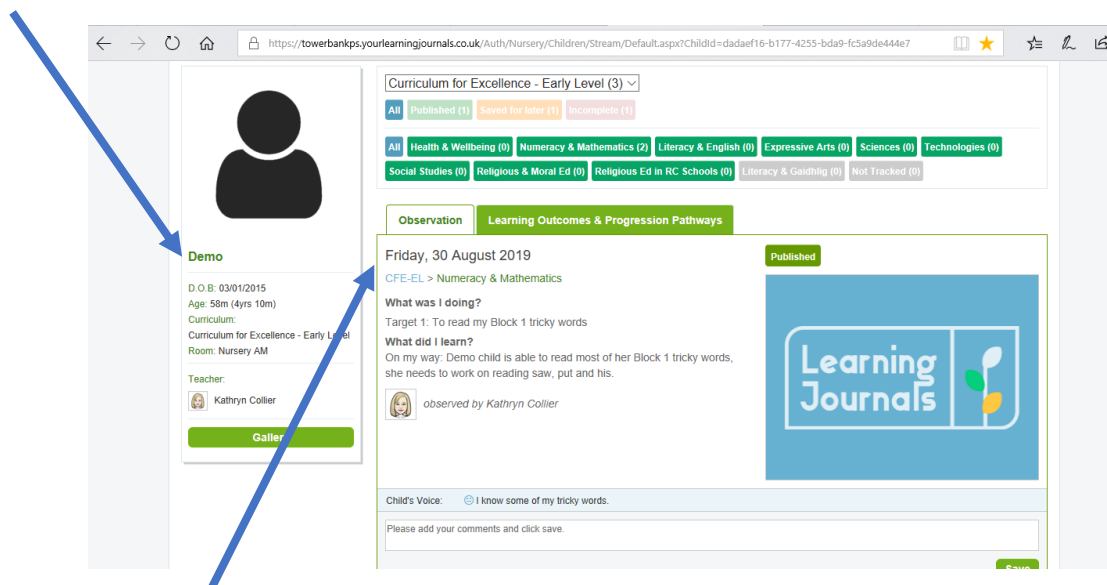 https://towerbankps.yourlearningjournals.co.uk/Auth/Nursery/Children/Stream/Default.aspx?ChildId=dadaef16-b177-4255-bda9-fc5a9de444e7
Curriculum for Excellence - Early Level (3)
All Published (1) Saved for later (1) Incomplete (1)
All Health & Wellbeing (0) Numeracy & Mathematics (2) Literacy & English (0) Expressive Arts (0) Sciences (0) Technologies (0)
Social Studies (0) Religious & Moral Ed (0) Religious Ed in RC Schools (0) Literacy & Gaidhlig (0) Not Tracked (0)
Demo
D.O.B: 03/01/2015
Age: 58m (4yrs 10m)
Curriculum:
Curriculum for Excellence - Early Level
Room: Nursery AM
Teacher:
Kathryn Collier
Observation
Learning Outcomes & Progression Pathways
Friday, 30 August 2019
CFE-EL > Numeracy & Mathematics
What was I doing?
Target 1: To read my Block 1 tricky words
What did I learn?
On my way: Demo child is able to read most of her Block 1 tricky words,
she needs to work on reading saw, put and his.
observed by Kathryn Collier
Published
Learning
Journals
Child's Voice: I know some of my tricky words.
Please add your comments and click save.
Save